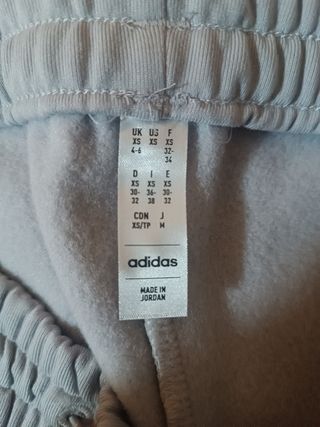 UK US F
XS XS XS
4-6 32-
34
D I E
XS XS XS
30- 36- 30-
32 38 32
CDN J
XS/TP M
adidas
MADE IN
JORDAN